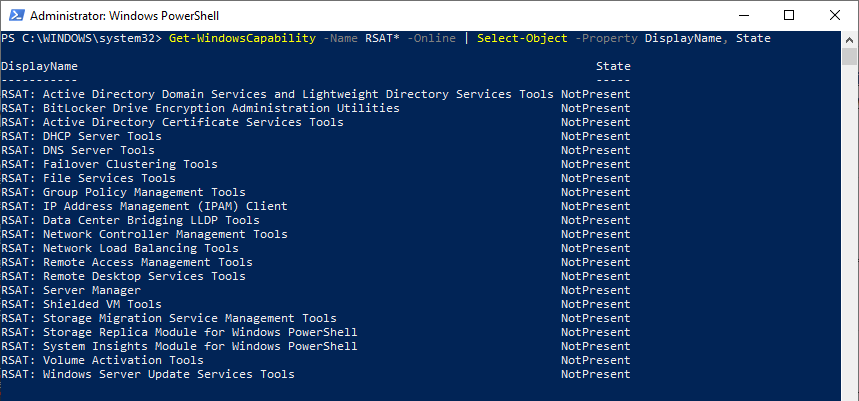 Administrator: Windows PowerShell
PS C:\WINDOWS\system32> Get-WindowsCapability -Name RSAT* -Online | Select-Object -Property DisplayName, State
DisplayName State
----------- -----
RSAT: Active Directory Domain Services and Lightweight Directory Services Tools NotPresent
RSAT: BitLocker Drive Encryption Administration Utilities NotPresent
RSAT: Active Directory Certificate Services Tools NotPresent
RSAT: DHCP Server Tools NotPresent
RSAT: DNS Server Tools NotPresent
RSAT: Failover Clustering Tools NotPresent
RSAT: File Services Tools NotPresent
RSAT: Group Policy Management Tools NotPresent
RSAT: IP Address Management (IPAM) Client NotPresent
RSAT: Data Center Bridging LLDP Tools NotPresent
RSAT: Network Controller Management Tools NotPresent
RSAT: Network Load Balancing Tools NotPresent
RSAT: Remote Access Management Tools NotPresent
RSAT: Remote Desktop Services Tools NotPresent
RSAT: Server Manager NotPresent
RSAT: Shielded VM Tools NotPresent
RSAT: Storage Migration Service Management Tools NotPresent
RSAT: Storage Replica Module for Windows PowerShell NotPresent
RSAT: System Insights Module for Windows PowerShell NotPresent
RSAT: Volume Activation Tools NotPresent
RSAT: Windows Server Update Services Tools NotPresent